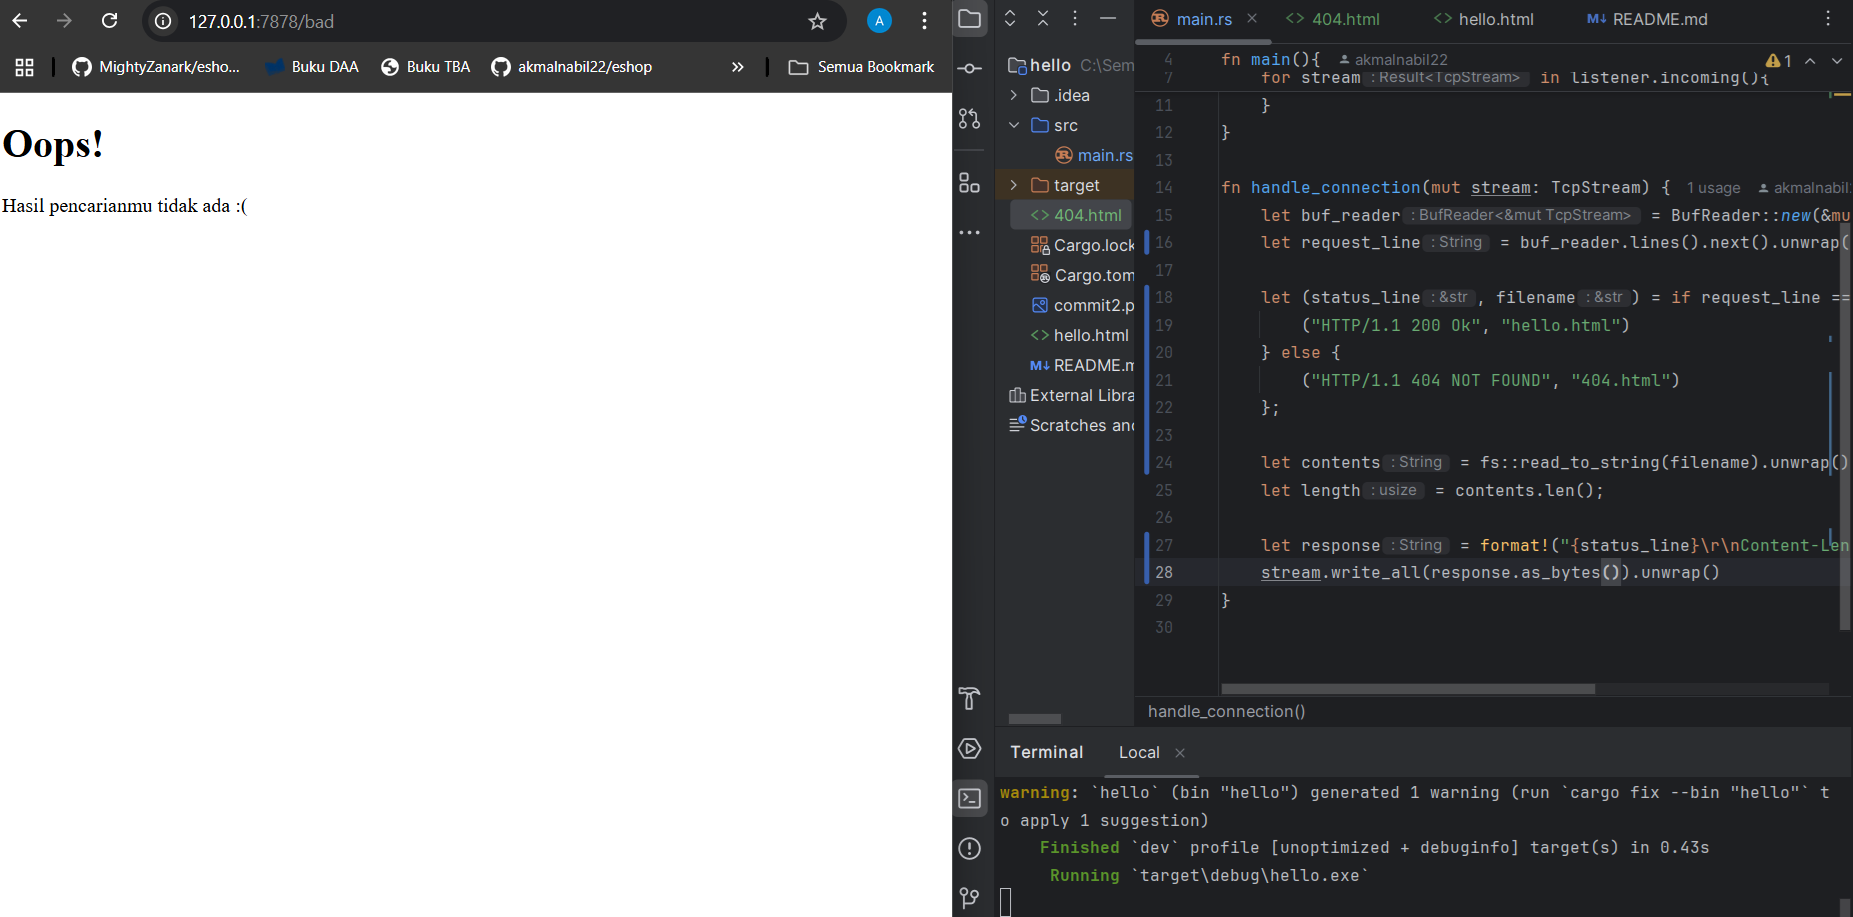 127.0.0.1:7878/bad
A
MightyZanark/esho...
Buku DAA
Buku TBA
akmalnabil22/eshop
»
Semua Bookmark
Oops!
Hasil pencarianmu tidak ada :(
hello C:\Sem
.idea
src
main.rs
target
404.html
Cargo.lock
Cargo.tom
commit2.p
hello.html
README.m
External Libra
Scratches and
main.rs
404.html
hello.html
README.md
4 fn main(){ akmalnabil22
1
7 for stream : Result<TcpStream> in listener.incoming(){
11 }
12 }
13
14 fn handle_connection(mut stream: TcpStream) { 1 usage akmalnabil
15 let buf_reader : BufReader<&mut TcpStream> = BufReader::new(&mu
16 let request_line : String = buf_reader.lines().next().unwrap(
17
18 let (status_line : &str , filename : &str ) = if request_line ==
19 ("HTTP/1.1 200 Ok", "hello.html")
20 } else {
21 ("HTTP/1.1 404 NOT FOUND", "404.html")
22 };
23
24 let contents : String = fs::read_to_string(filename).unwrap()
25 let length : usize = contents.len();
26
27 let response : String = format!("{status_line}\r\nContent-Len
28 stream.write_all(response.as_bytes()).unwrap()
29 }
30
handle_connection()
Terminal
Local
warning: `hello` (bin "hello") generated 1 warning (run `cargo fix --bin "hello"` t
o apply 1 suggestion)
Finished `dev` profile [unoptimized + debuginfo] target(s) in 0.43s
Running `target\debug\hello.exe`